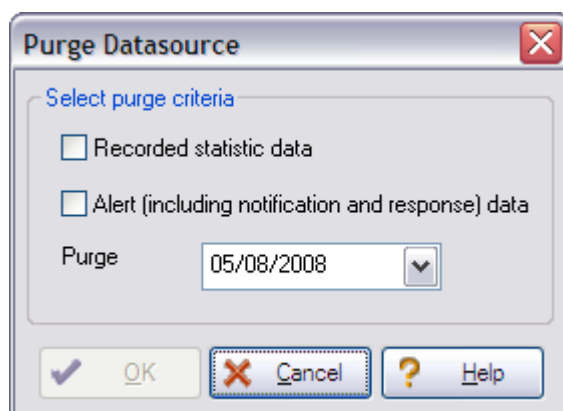 Purge Datasource
Select purge criteria
Recorded statistic data
Alert (including notification and response) data
Purge 05/08/2008
OK Cancel Help